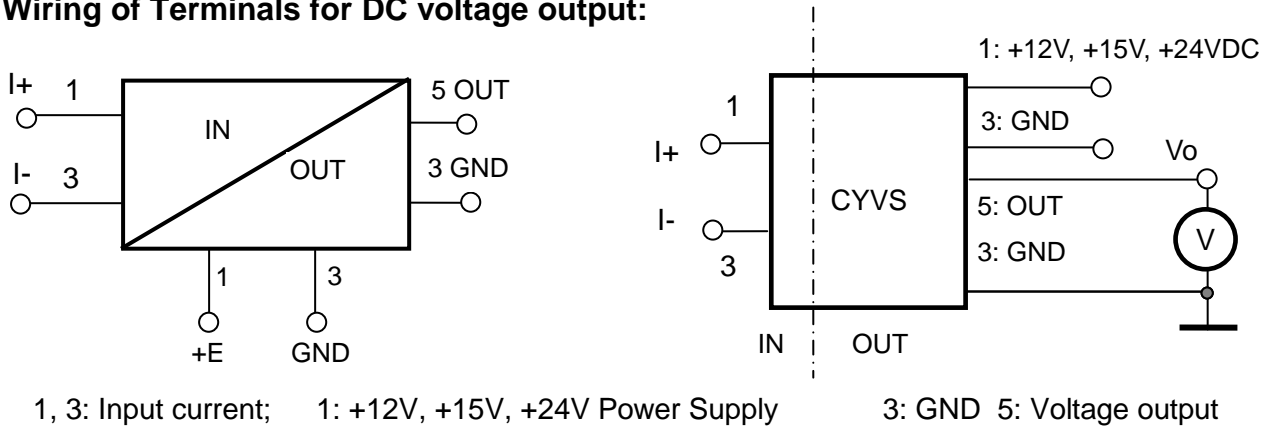 Wiring of Terminals for DC voltage output:
I+ 1
IN
OUT
5 OUT
I- 3
3 GND
1
3
+E
GND
1: +12V, +15V, +24VDC
1
3: GND
I+
Vo
CYVS
5: OUT
I-
V
3: GND
3
IN
OUT
1, 3: Input current; 1: +12V, +15V, +24V Power Supply 3: GND 5: Voltage output